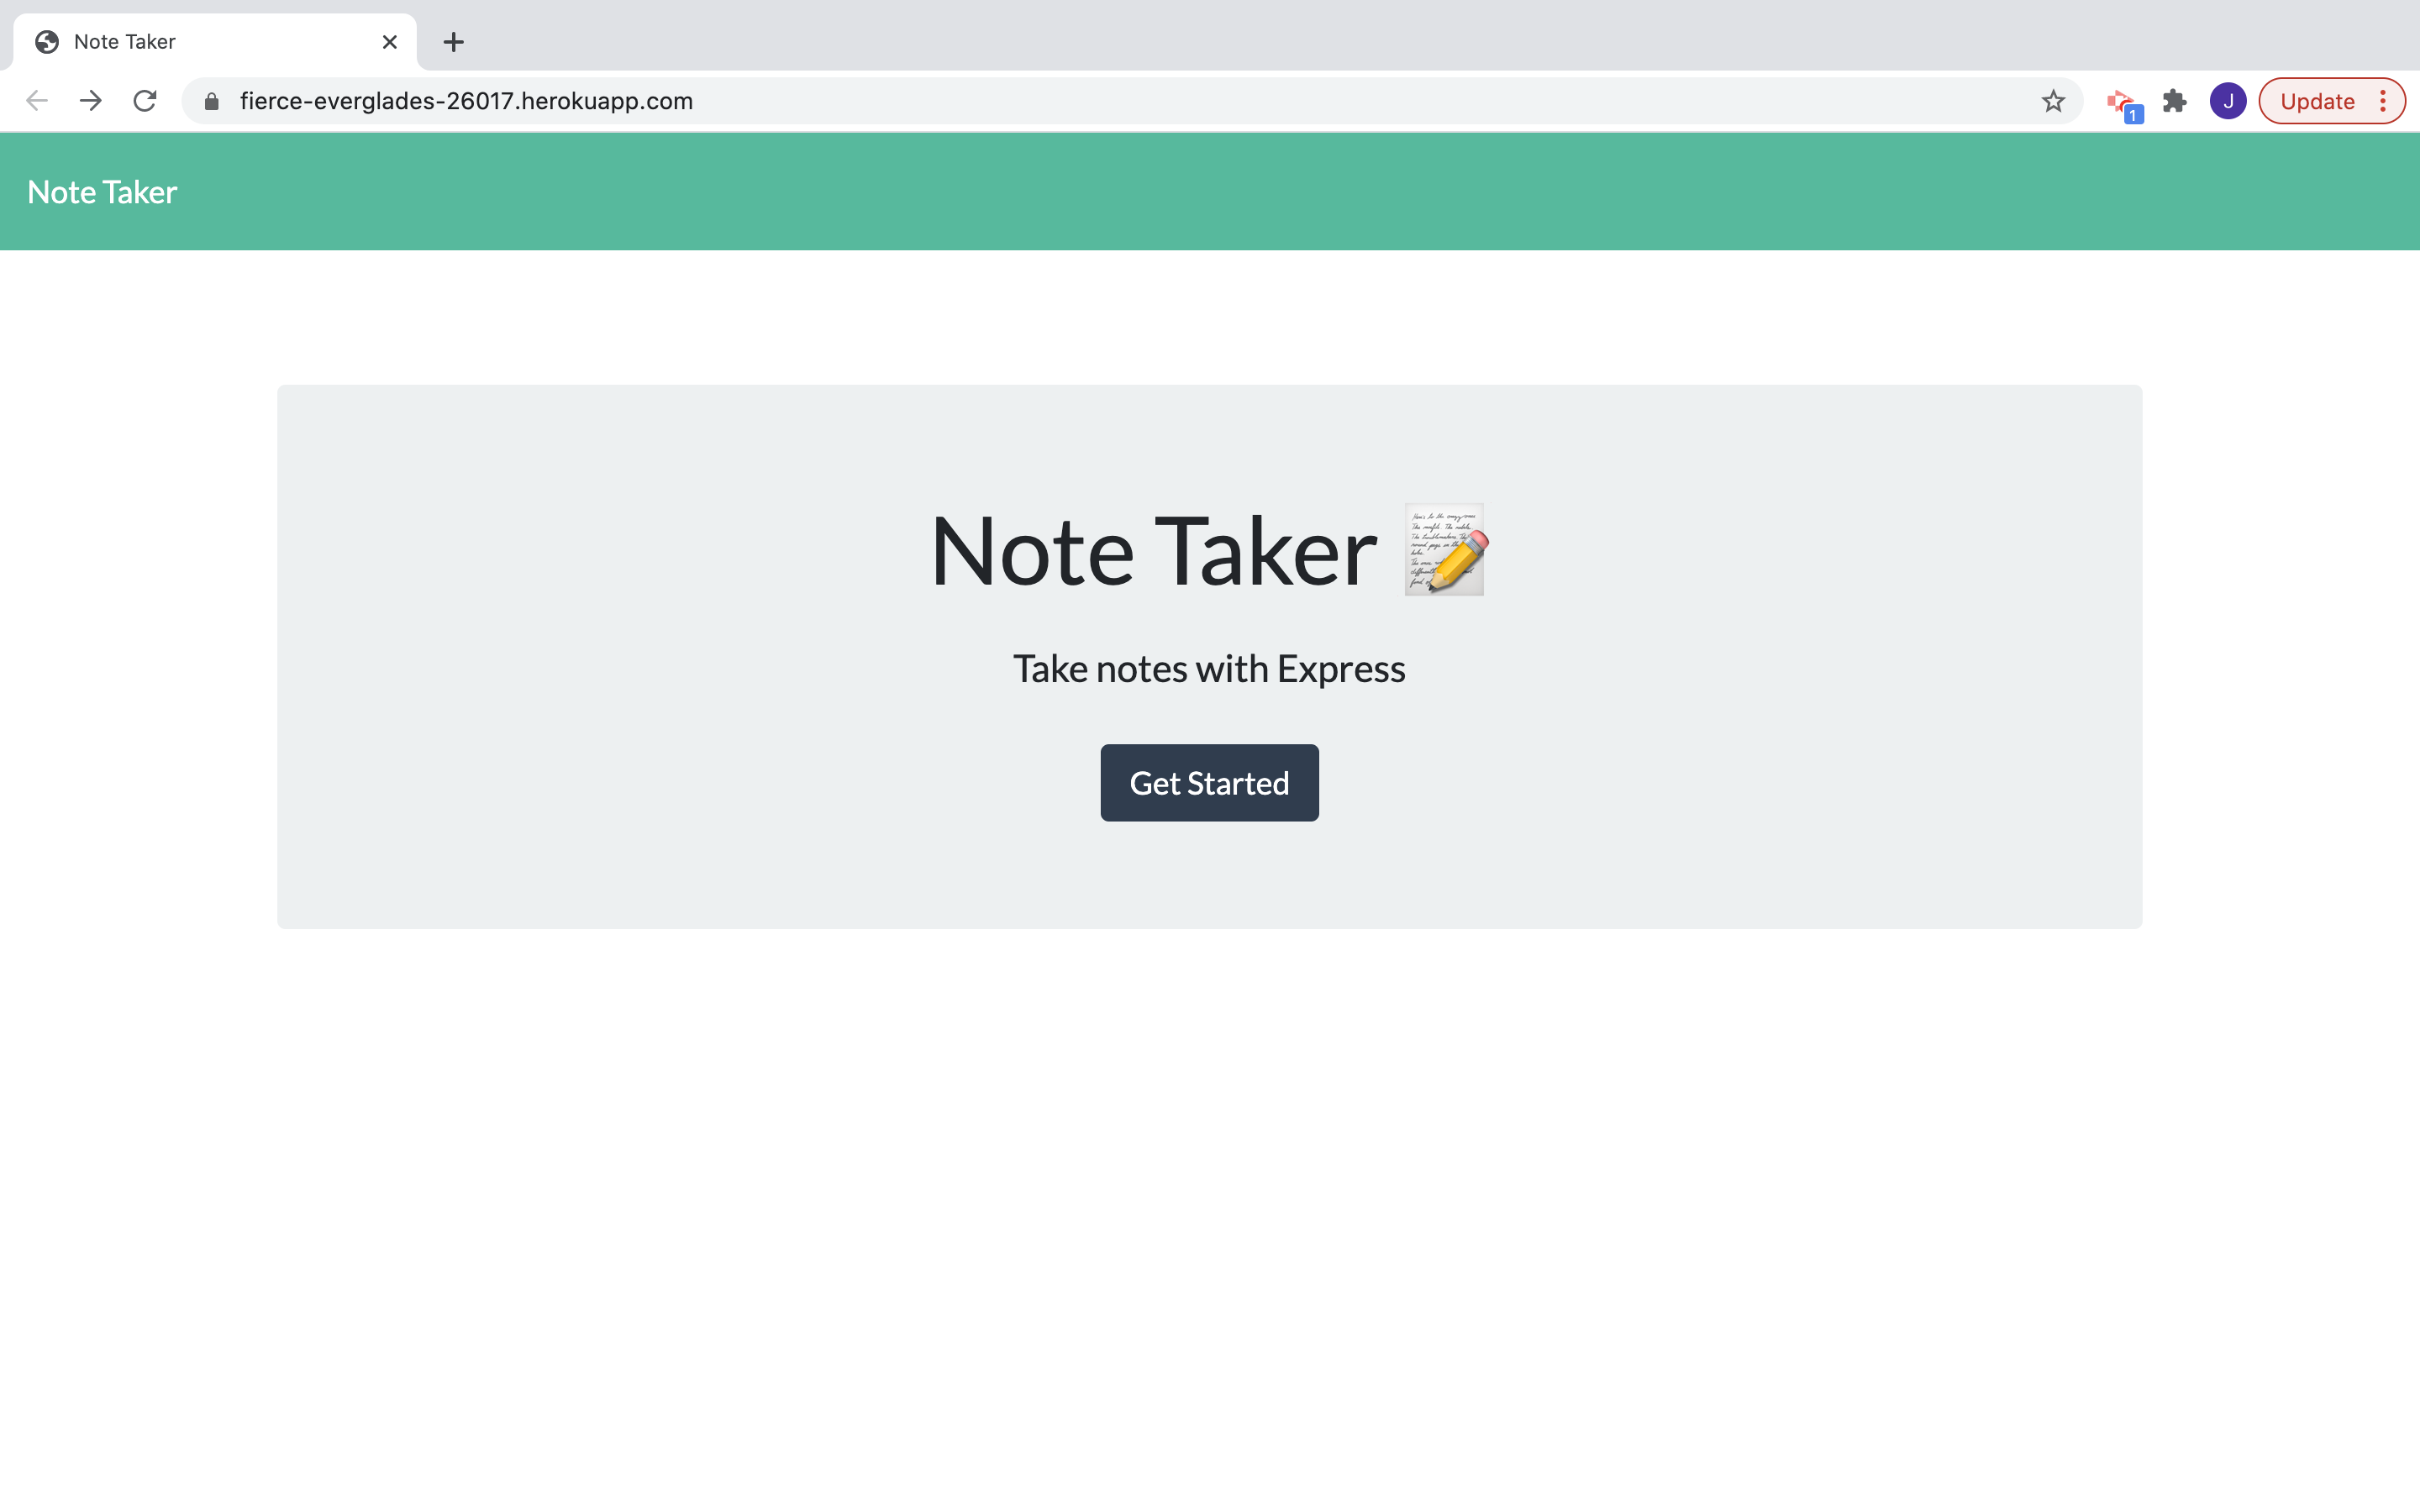 Note Taker
fierce-everglades-26017.herokuapp.com
1
J
Update
Note Taker
Note Taker
Take notes with Express
Get Started